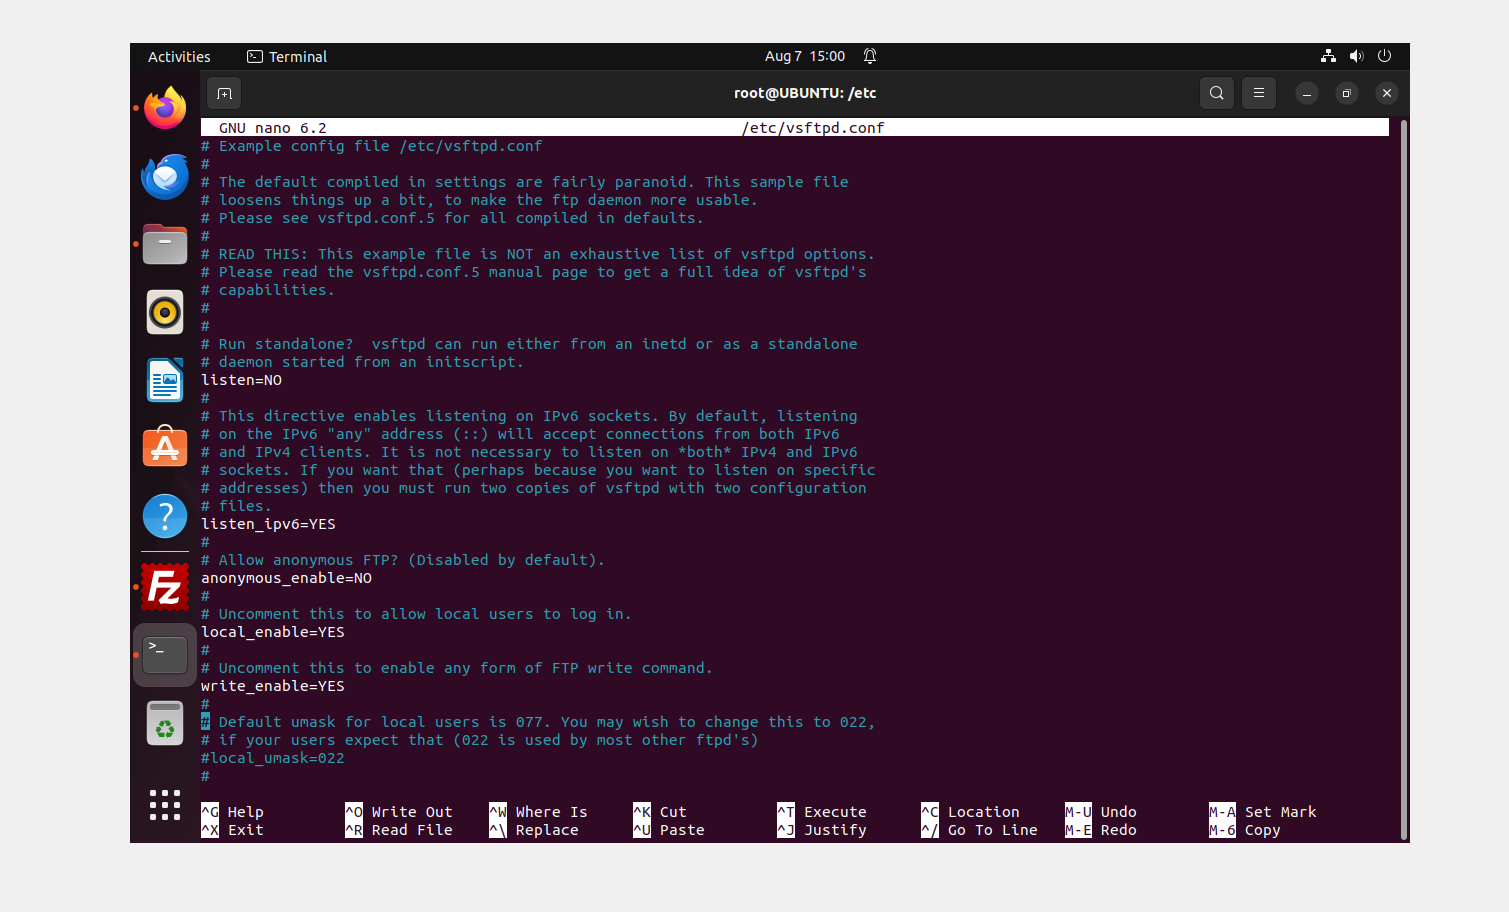 Activities Terminal Aug 7 15:00
root@UBUNTU: /etc
GNU nano 6.2 /etc/vsftpd.conf
# Example config file /etc/vsftpd.conf
#
# The default compiled in settings are fairly paranoid. This sample file
# loosens things up a bit, to make the ftp daemon more usable.
# Please see vsftpd.conf.5 for all compiled in defaults.
#
# READ THIS: This example file is NOT an exhaustive list of vsftpd options.
# Please read the vsftpd.conf.5 manual page to get a full idea of vsftpd's
# capabilities.
#
#
# Run standalone?  vsftpd can run either from an inetd or as a standalone
# daemon started from an initscript.
listen=NO
#
# This directive enables listening on IPv6 sockets. By default, listening
# on the IPv6 "any" address (::) will accept connections from both IPv6
# and IPv4 clients. It is not necessary to listen on *both* IPv4 and IPv6
# sockets. If you want that (perhaps because you want to listen on specific
# addresses) then you must run two copies of vsftpd with two configuration
# files.
listen_ipv6=YES
#
# Allow anonymous FTP? (Disabled by default).
anonymous_enable=NO
#
# Uncomment this to allow local users to log in.
local_enable=YES
#
# Uncomment this to enable any form of FTP write command.
write_enable=YES
#
# Default umask for local users is 077. You may wish to change this to 022,
# if your users expect that (022 is used by most other ftpd's)
#local_umask=022
#
^G Help ^O Write Out ^W Where Is ^K Cut ^T Execute ^C Location M-U Undo M-A Set Mark
^X Exit ^R Read File ^\ Replace ^U Paste ^J Justify ^/ Go To Line M-E Redo M-6 Copy